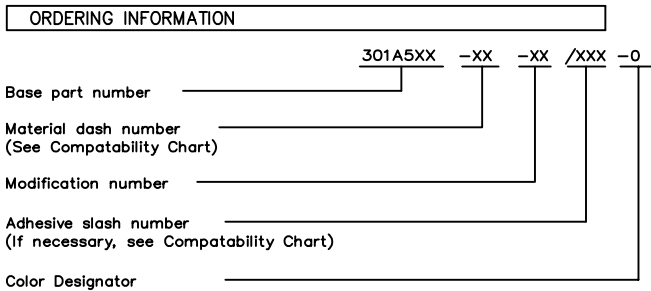 ORDERING INFORMATION
301A5XX -XX -XX /XXX -0
Base part number
Material dash number
(See Compatability Chart)
Modification number
Adhesive slash number
(If necessary, see Compatability Chart)
Color Designator